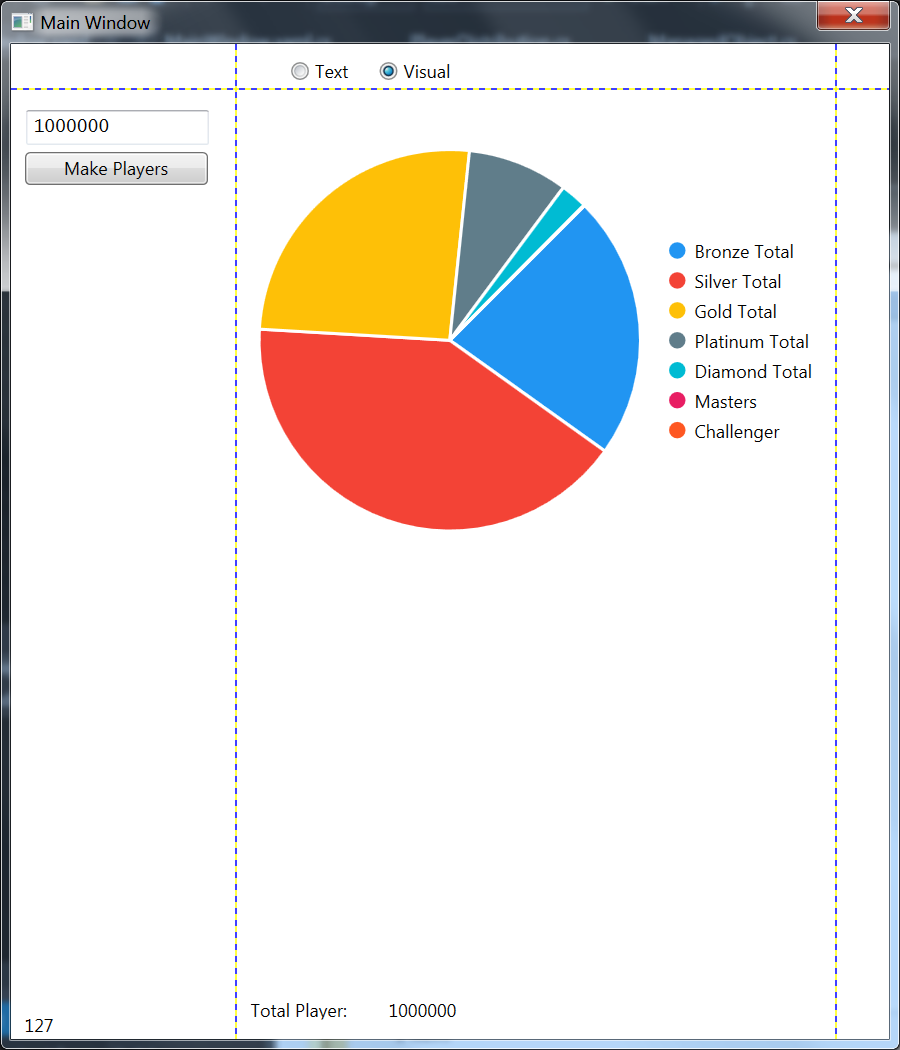 Main Window
Text
Visual
1000000
Make Players
Bronze Total
Silver Total
Gold Total
Platinum Total
Diamond Total
Masters
Challenger
Total Player: 1000000
127